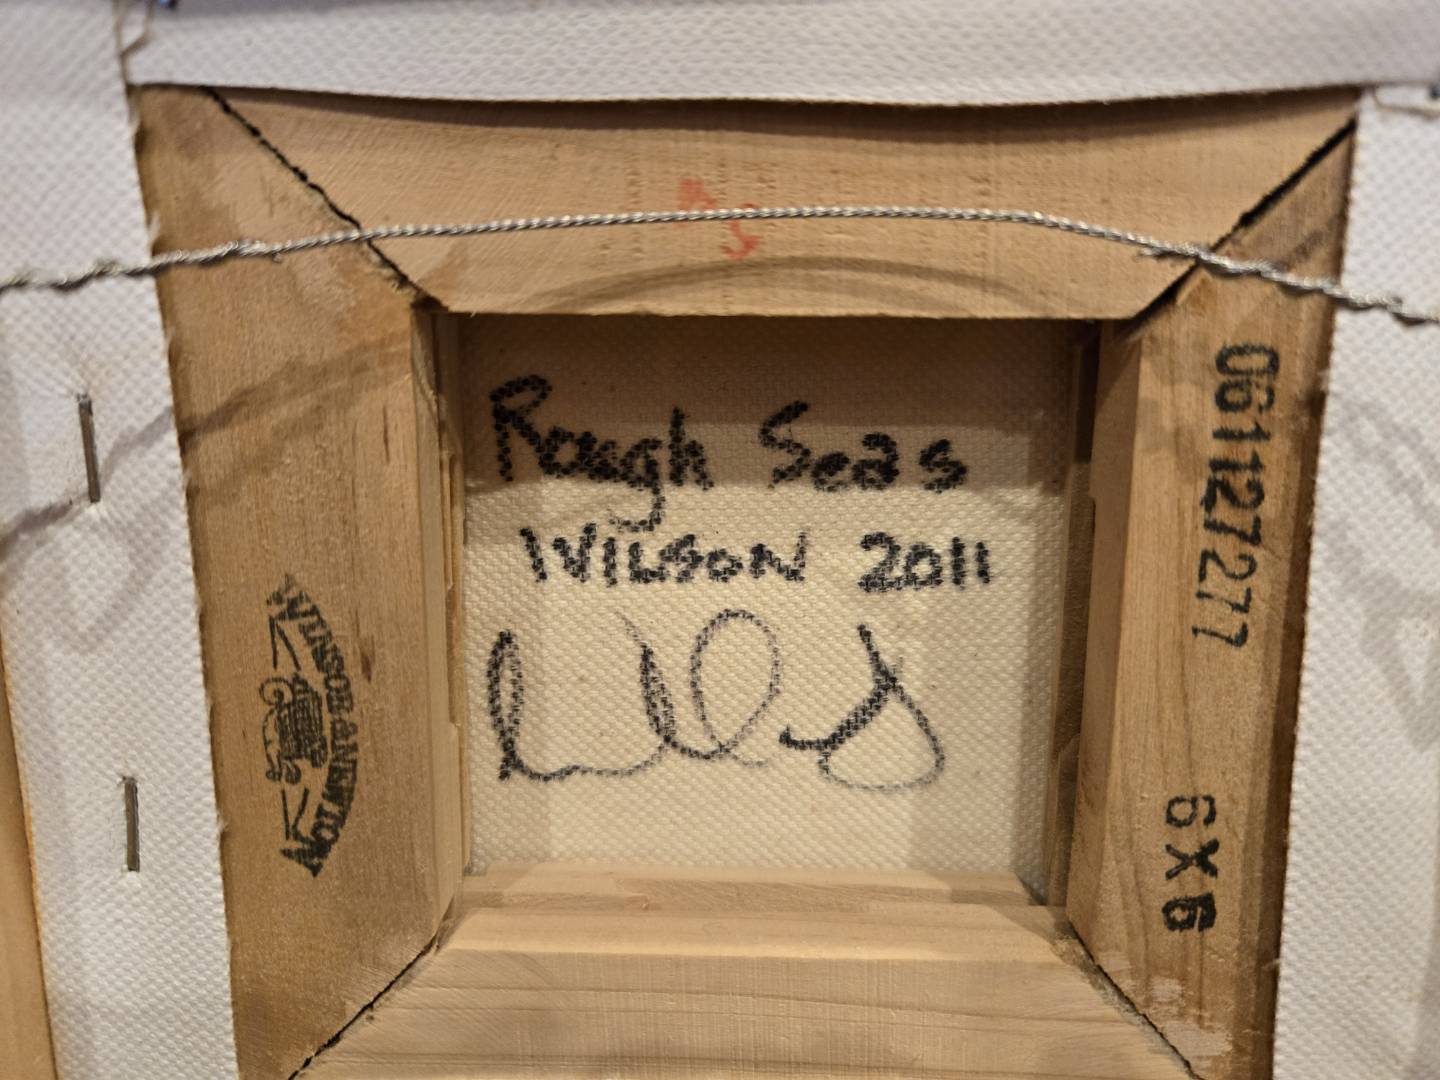 Rough Seas
WILSON 2011
WINSOR & NEWTON
061127277
6X6